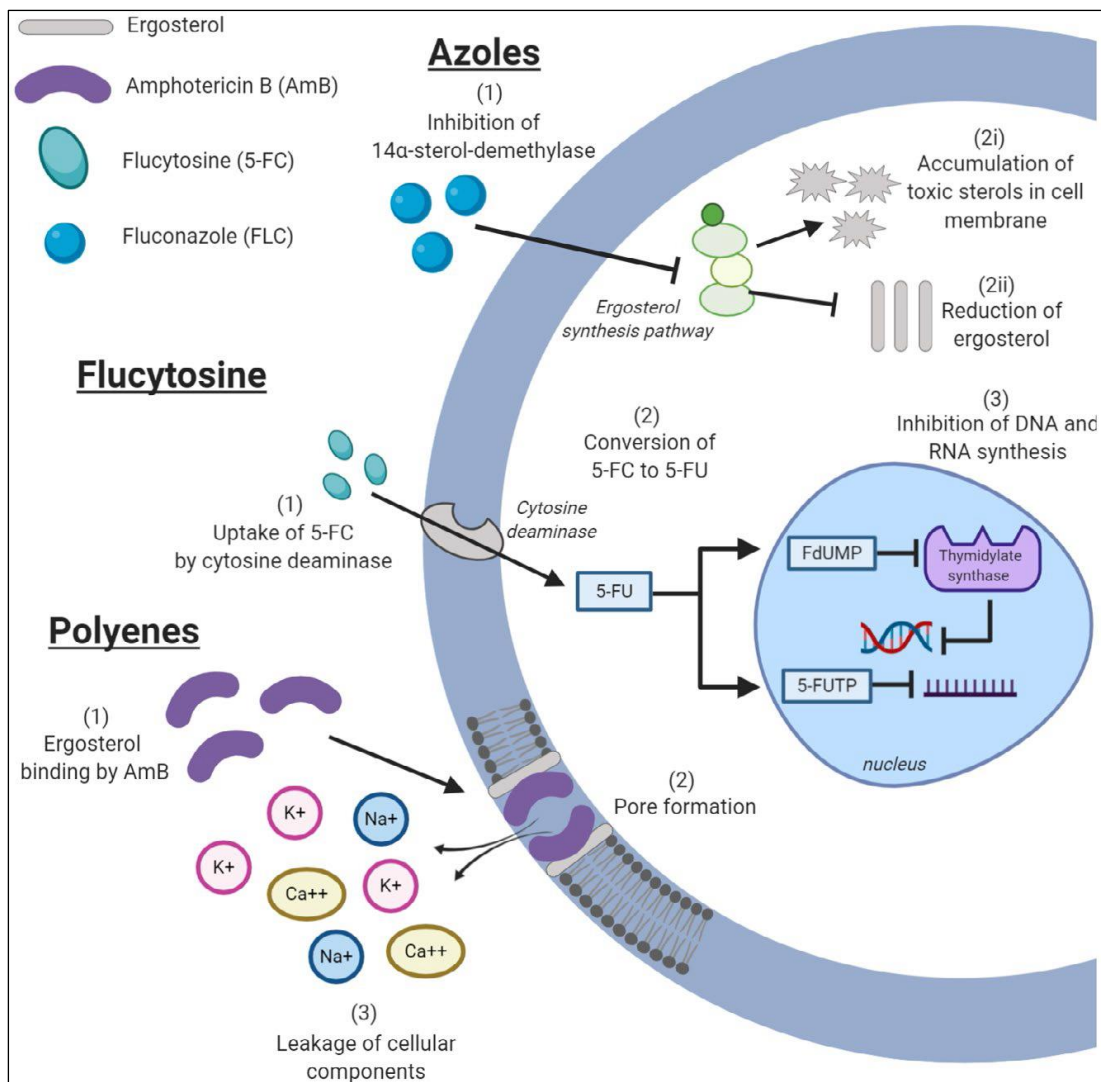 Ergosterol
Amphotericin B (AmB)
Flucytosine (5-FC)
Fluconazole (FLC)
Azoles
(1)
Inhibition of
14α-sterol-demethylase
Ergosterol
synthesis pathway
(2i)
Accumulation of
toxic sterols in cell
membrane
(2ii)
Reduction of
ergosterol
Flucytosine
(1)
Uptake of 5-FC
by cytosine deaminase
Cytosine
deaminase
(2)
Conversion of
5-FC to 5-FU
5-FU
(3)
Inhibition of DNA and
RNA synthesis
FdUMP
Thymidylate
synthase
5-FUTP
nucleus
Polyenes
(1)
Ergosterol
binding by AmB
(2)
Pore formation
K+
Na+
K+
Ca++
K+
Na+
Ca++
(3)
Leakage of cellular
components